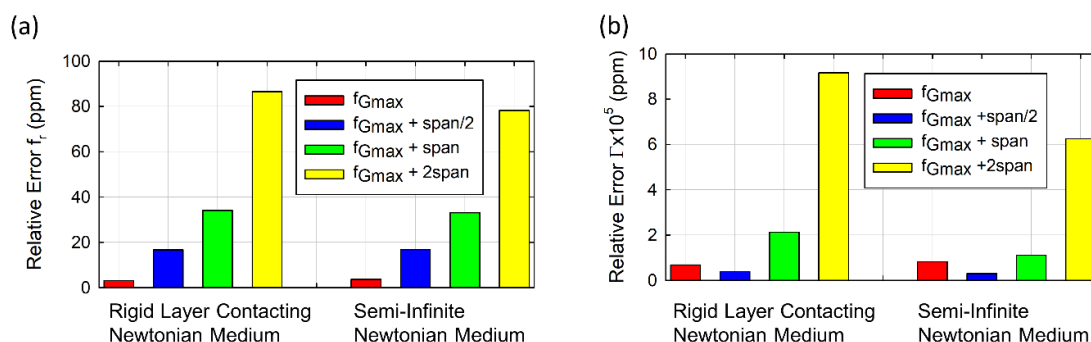 (a)
Relative Error fr (ppm)
100
80
60
40
20
0
fGmax
fGmax + span/2
fGmax + span
fGmax + 2span
Rigid Layer Contacting
Newtonian Medium
Semi-Infinite
Newtonian Medium
(b)
Relative Error Γx10^5 (ppm)
10
8
6
4
2
0
fGmax
fGmax +span/2
fGmax + span
fGmax +2span
Rigid Layer Contacting
Newtonian Medium
Semi-Infinite
Newtonian Medium